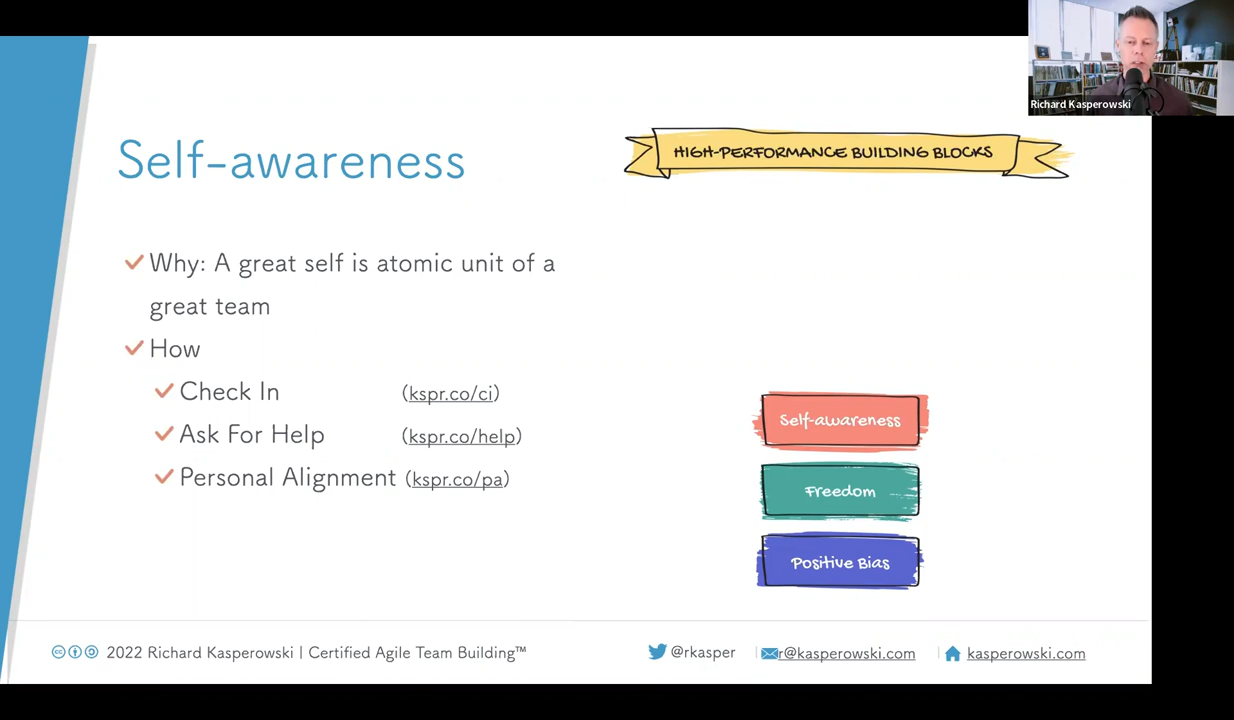 Richard Kasperowski
Self-awareness
HIGH-PERFORMANCE BUILDING BLOCKS
Why: A great self is atomic unit of a
great team
How
Check In (kspr.co/ci)
Ask For Help (kspr.co/help)
Personal Alignment (kspr.co/pa)
Self-awareness
Freedom
Positive Bias
2022 Richard Kasperowski | Certified Agile Team Building™ @rkasper | r@kasperowski.com | kasperowski.com